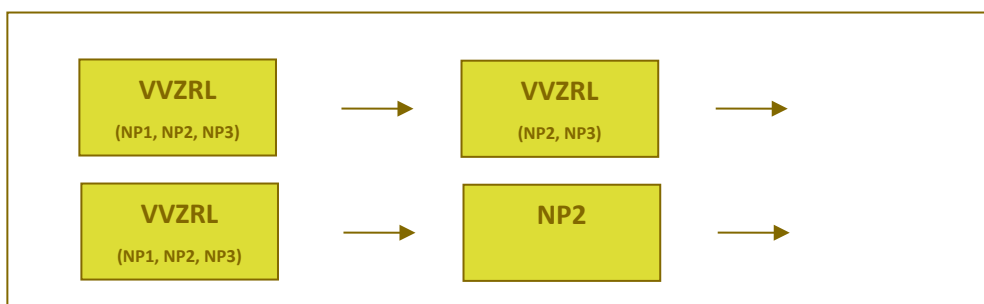 VVZRL
(NP1, NP2, NP3)
VVZRL
(NP2, NP3)
VVZRL
(NP1, NP2, NP3)
NP2